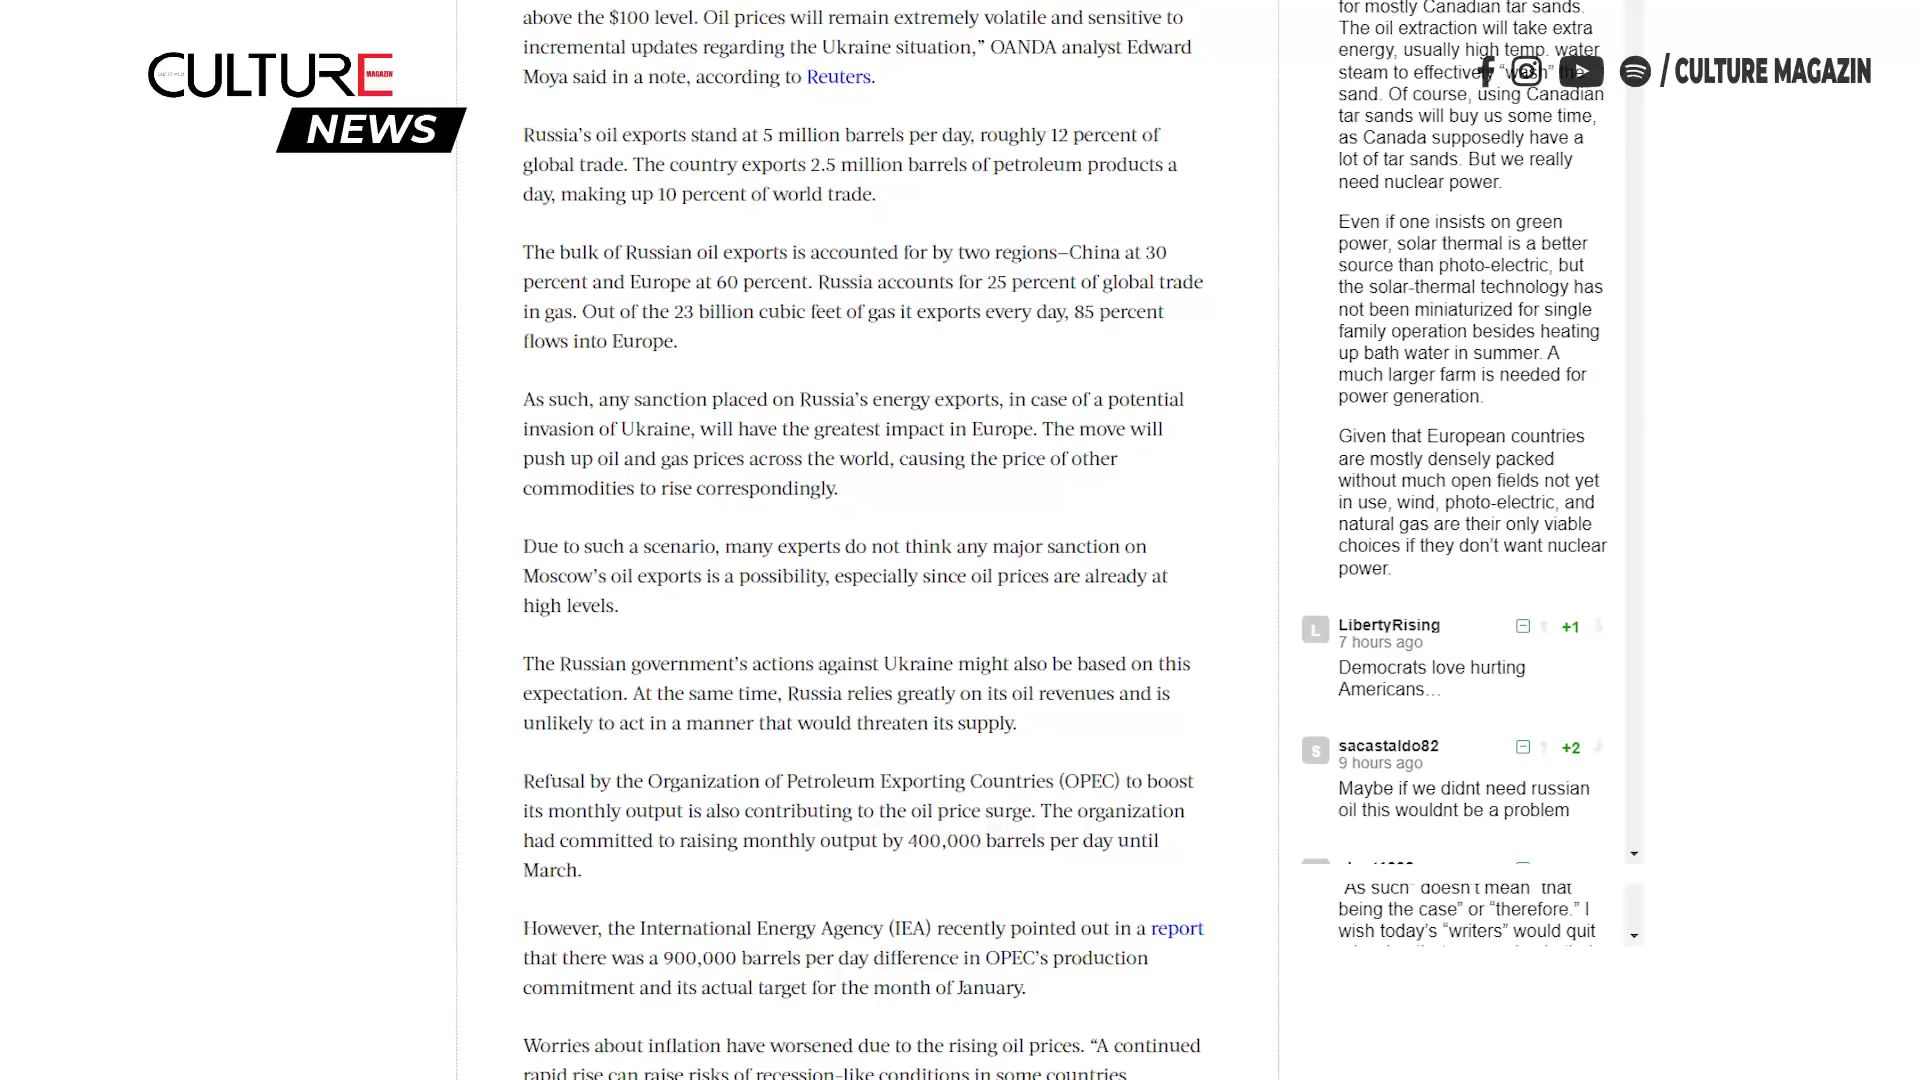 CULTURE
MAGAZIN
NEWS
/ CULTURE MAGAZIN
above the $100 level. Oil prices will remain extremely volatile and sensitive to
incremental updates regarding the Ukraine situation,” OANDA analyst Edward
Moya said in a note, according to Reuters.
Russia’s oil exports stand at 5 million barrels per day, roughly 12 percent of
global trade. The country exports 2.5 million barrels of petroleum products a
day, making up 10 percent of world trade.
The bulk of Russian oil exports is accounted for by two regions—China at 30
percent and Europe at 60 percent. Russia accounts for 25 percent of global trade
in gas. Out of the 23 billion cubic feet of gas it exports every day, 85 percent
flows into Europe.
As such, any sanction placed on Russia’s energy exports, in case of a potential
invasion of Ukraine, will have the greatest impact in Europe. The move will
push up oil and gas prices across the world, causing the price of other
commodities to rise correspondingly.
Due to such a scenario, many experts do not think any major sanction on
Moscow’s oil exports is a possibility, especially since oil prices are already at
high levels.
The Russian government’s actions against Ukraine might also be based on this
expectation. At the same time, Russia relies greatly on its oil revenues and is
unlikely to act in a manner that would threaten its supply.
Refusal by the Organization of Petroleum Exporting Countries (OPEC) to boost
its monthly output is also contributing to the oil price surge. The organization
had committed to raising monthly output by 400,000 barrels per day until
March.
However, the International Energy Agency (IEA) recently pointed out in a report
that there was a 900,000 barrels per day difference in OPEC’s production
commitment and its actual target for the month of January.
Worries about inflation have worsened due to the rising oil prices. “A continued
rapid rise can raise risks of recession-like conditions in some countries
for mostly Canadian tar sands.
The oil extraction will take extra
energy, usually high temp. water
steam to effectively “wash” the
sand. Of course, using Canadian
tar sands will buy us some time,
as Canada supposedly have a
lot of tar sands. But we really
need nuclear power.
Even if one insists on green
power, solar thermal is a better
source than photo-electric, but
the solar-thermal technology has
not been miniaturized for single
family operation besides heating
up bath water in summer. A
much larger farm is needed for
power generation.
Given that European countries
are mostly densely packed
without much open fields not yet
in use, wind, photo-electric, and
natural gas are their only viable
choices if they don’t want nuclear
power.
L LibertyRising +1
7 hours ago
Democrats love hurting
Americans…
S sacastaldo82 +2
9 hours ago
Maybe if we didnt need russian
oil this wouldnt be a problem
“As such” doesn’t mean “that
being the case” or “therefore.” I
wish today’s “writers” would quit